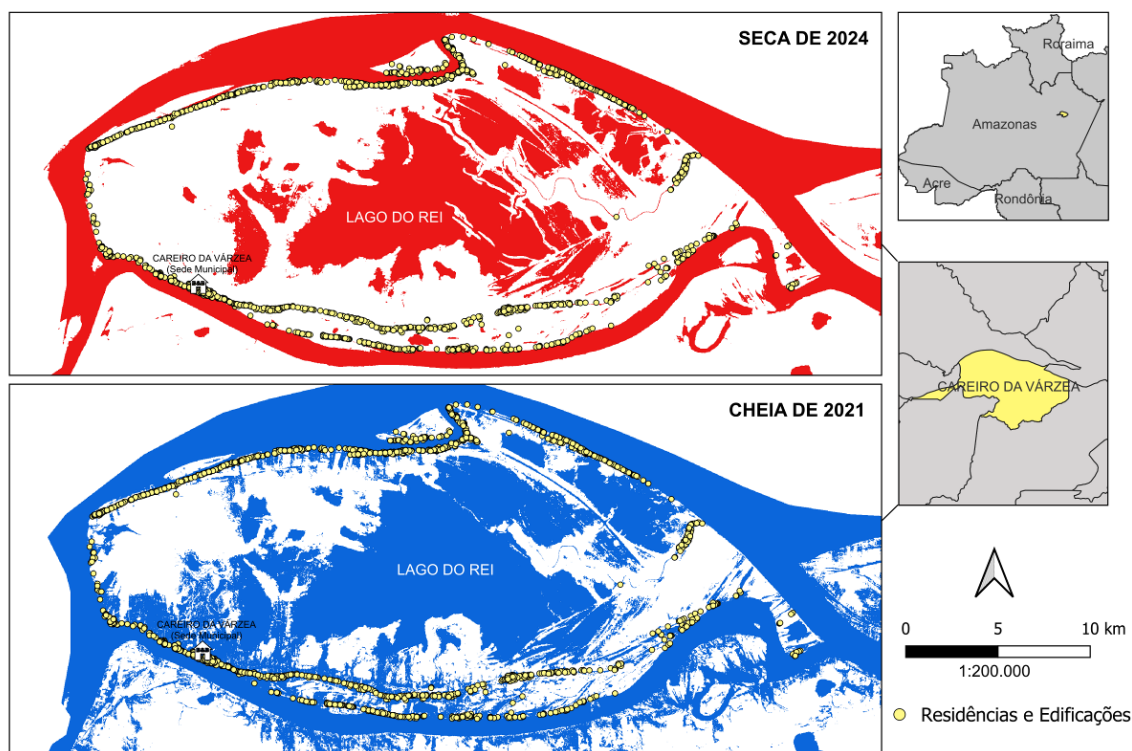 SECA DE 2024
LAGO DO REI
CAREIRO DA VÁRZEA
(Sede Municipal)
CHEIA DE 2021
LAGO DO REI
CAREIRO DA VÁRZEA
(Sede Municipal)
Roraima
Amazonas
Acre
Rondônia
CAREIRO DA VÁRZEA
0 5 10 km
1:200.000
Residências e Edificações